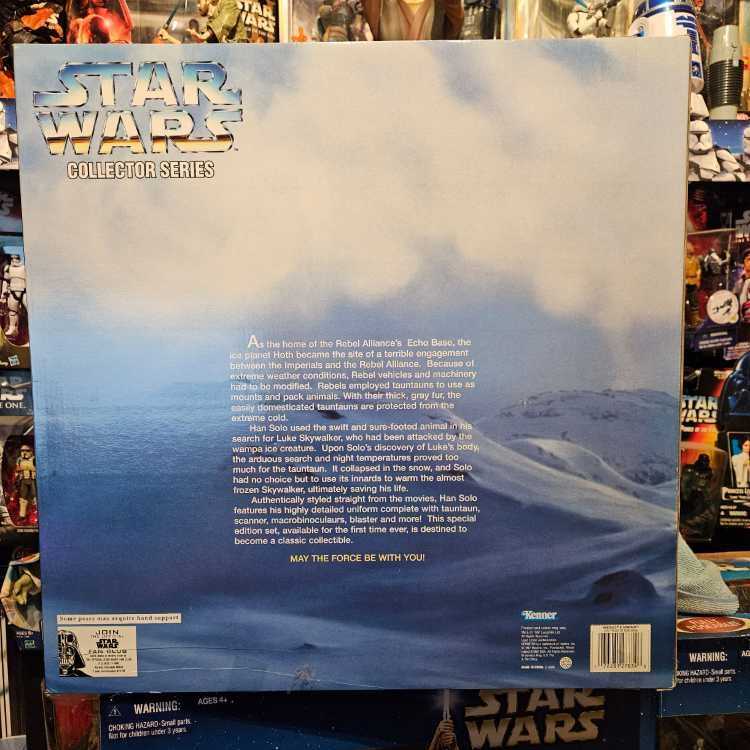 STAR
WARS
STAR
WARS
COLLECTOR SERIES
As the home of the Rebel Alliance's Echo Base, the
ice planet Hoth became the site of a terrible engagement
between the Imperials and the Rebel Alliance. Because of
extreme weather conditions, Rebel vehicles and machinery
had to be modified. Rebels employed tauntauns to use as
mounts and pack animals. With their thick, gray fur, the
easily domesticated tauntauns are protected from the
extreme cold.
Han Solo used the swift and sure-footed animal in his
search for Luke Skywalker, who had been attacked by the
wampa ice creature. Upon Solo's discovery of Luke's body,
the arduous search and night temperatures proved too
much for the tauntaun. It collapsed in the snow, and Solo
had no choice but to use its innards to warm the almost
frozen Skywalker, ultimately saving his life.
Authentically styled straight from the movies, Han Solo
features his highly detailed uniform complete with tauntaun,
scanner, macrobinoculaurs, blaster and more! This special
edition set, available for the first time ever, is destined to
become a classic collectible.
MAY THE FORCE BE WITH YOU!
Some poses may require hand support
JOIN
STAR WARS
FAN CLUB
Kenner
STAR
WARS
WARNING:
CHOKING HAZARD-Small parts.
Not for children under 3 years.
AGES 4+
STAR
WARS
WARNING:
CHOKING HAZARD-Small parts
for children under 3 years.